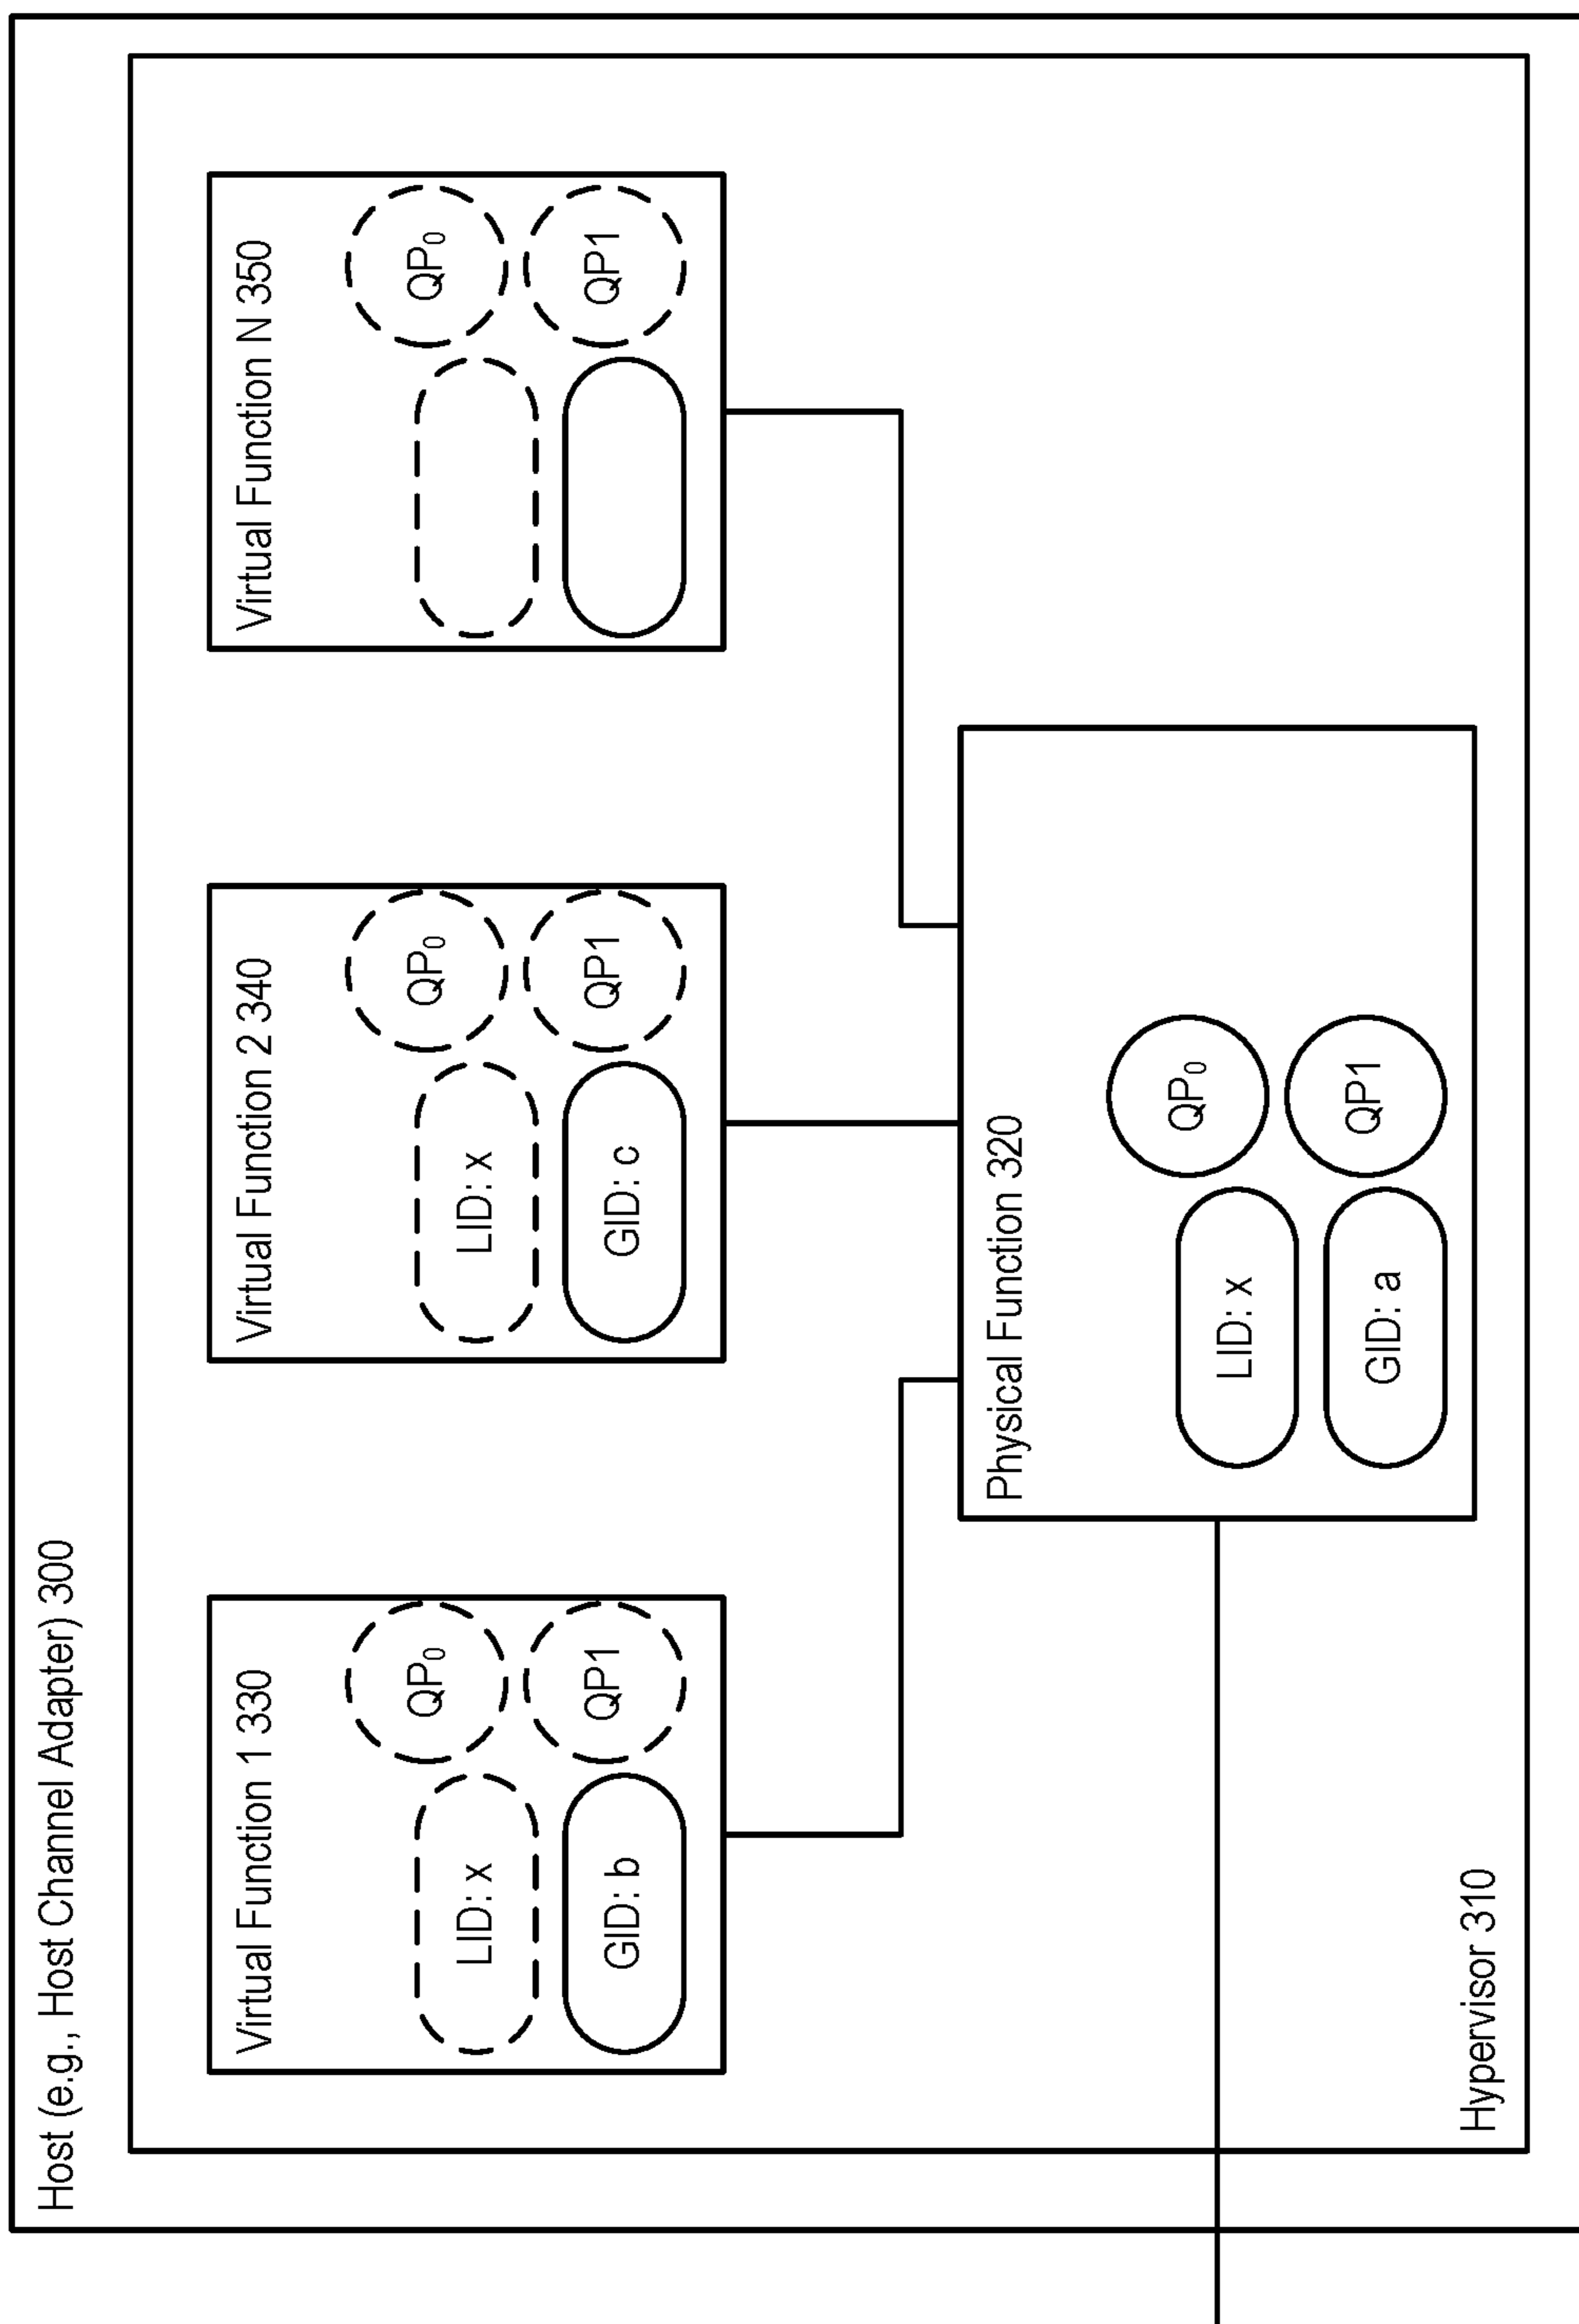 Host (e.g., Host Channel Adapter) 300
Virtual Function 1 330
QP₀
LID: x
QP1
GID: b
Virtual Function 2 340
QP₀
LID: x
QP1
GID: c
Virtual Function N 350
QP₀
QP1
Physical Function 320
QP₀
LID: x
QP1
GID: a
Hypervisor 310